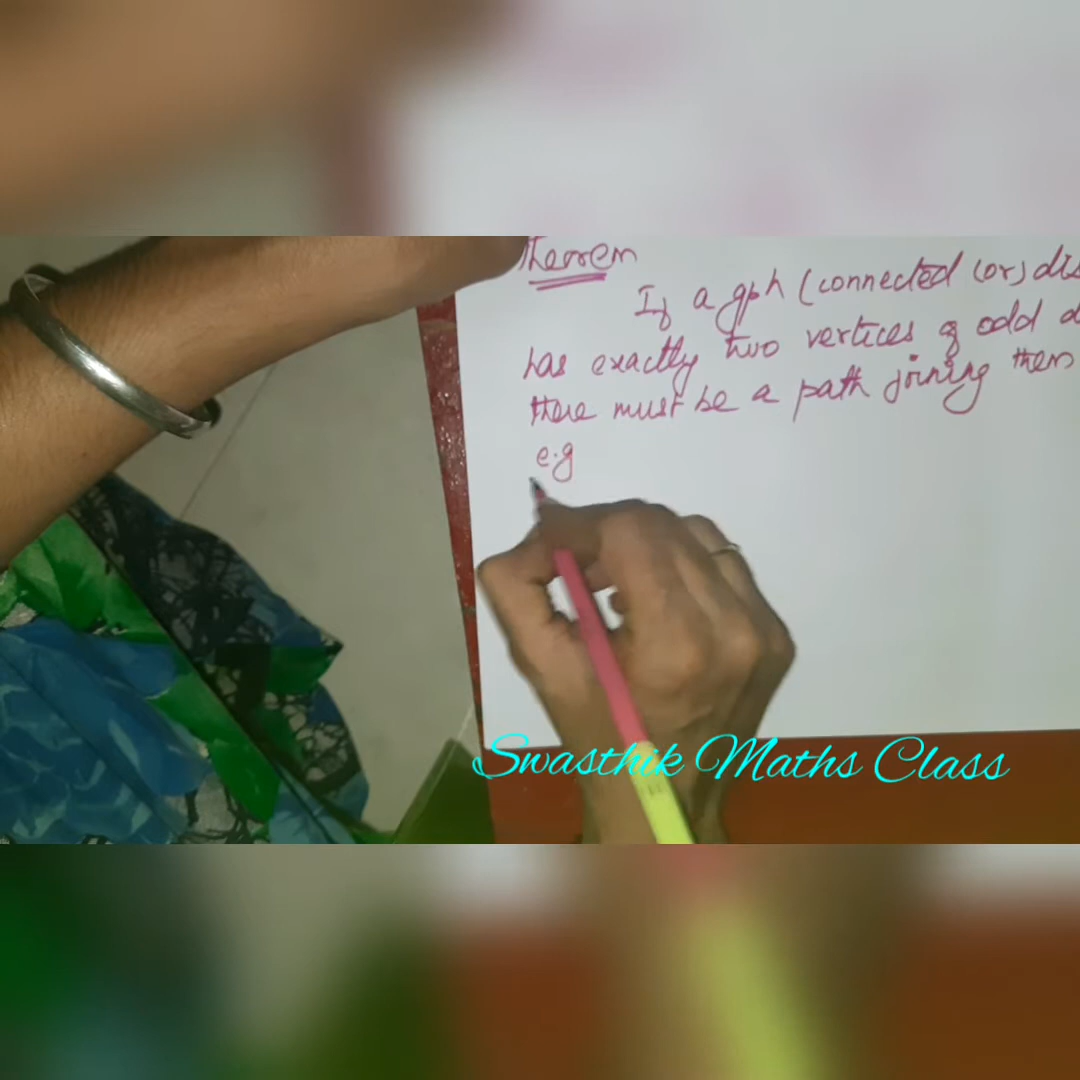 Theorem
If a gph (connected (or) dis
has exactly two vertices of odd d
there must be a path joining them
e.g
Swasthik Maths Class